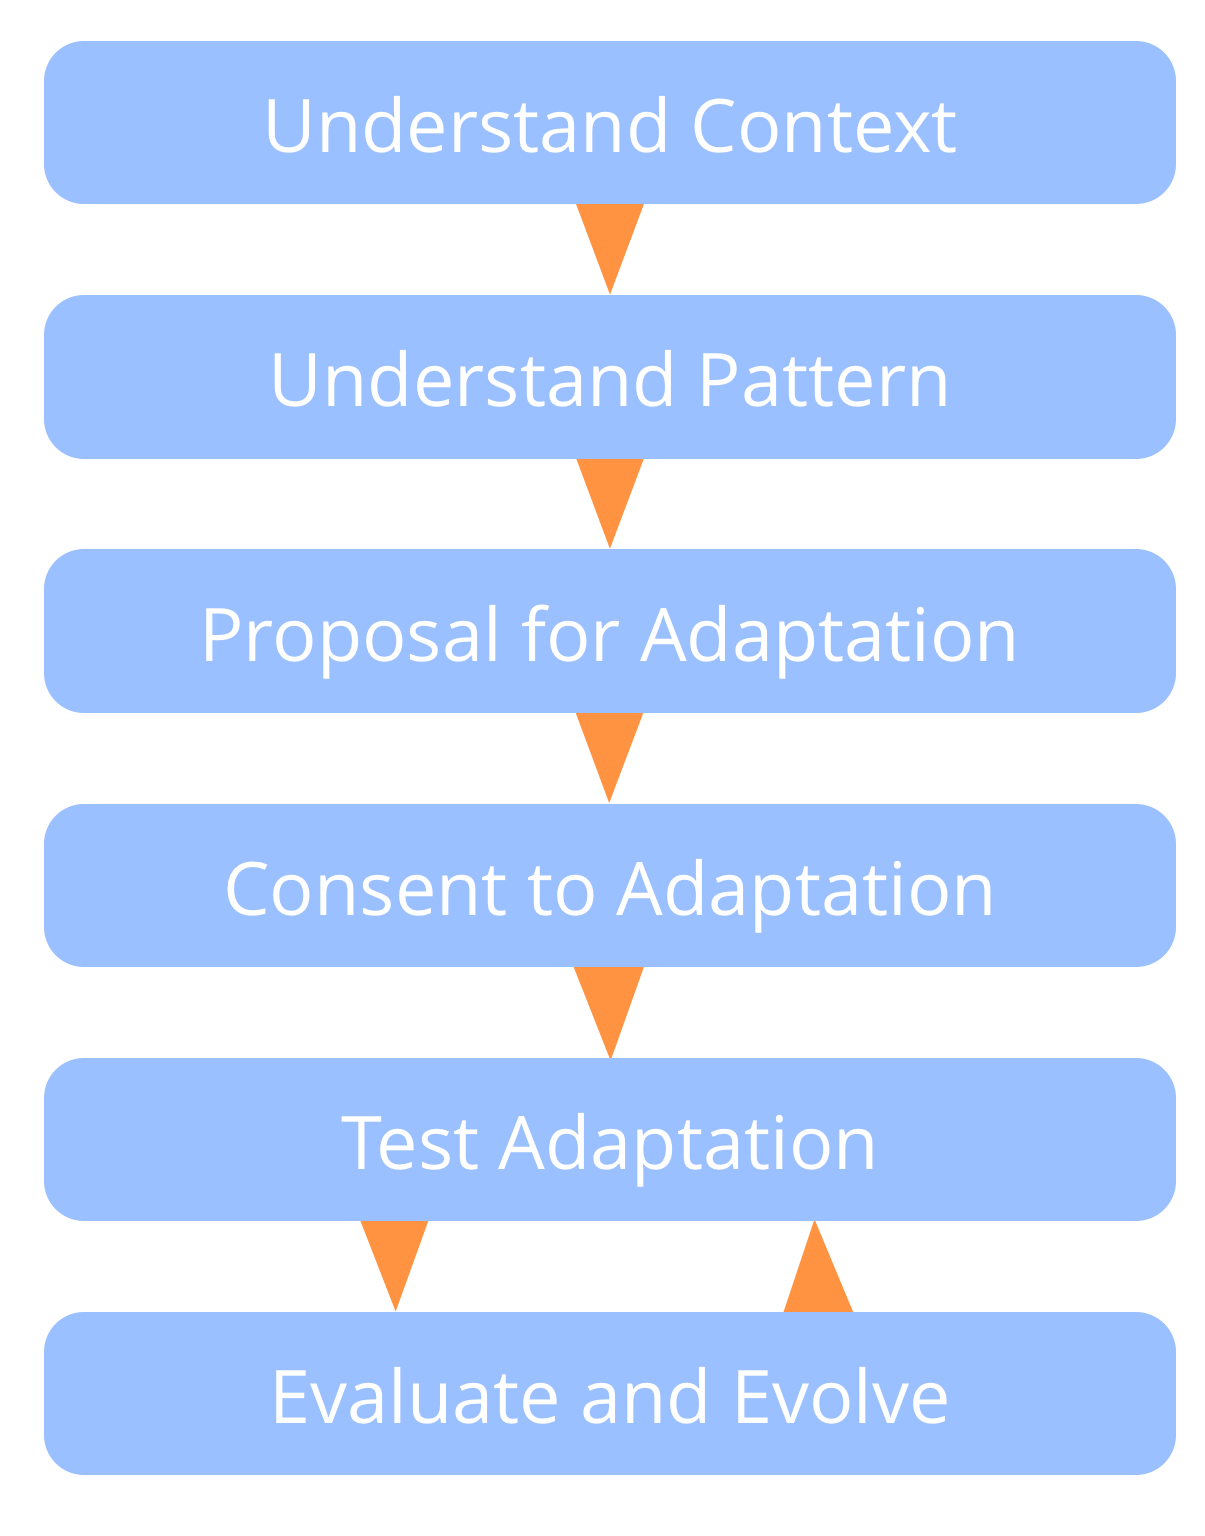 Understand Context
Understand Pattern
Proposal for Adaptation
Consent to Adaptation
Test Adaptation
Evaluate and Evolve